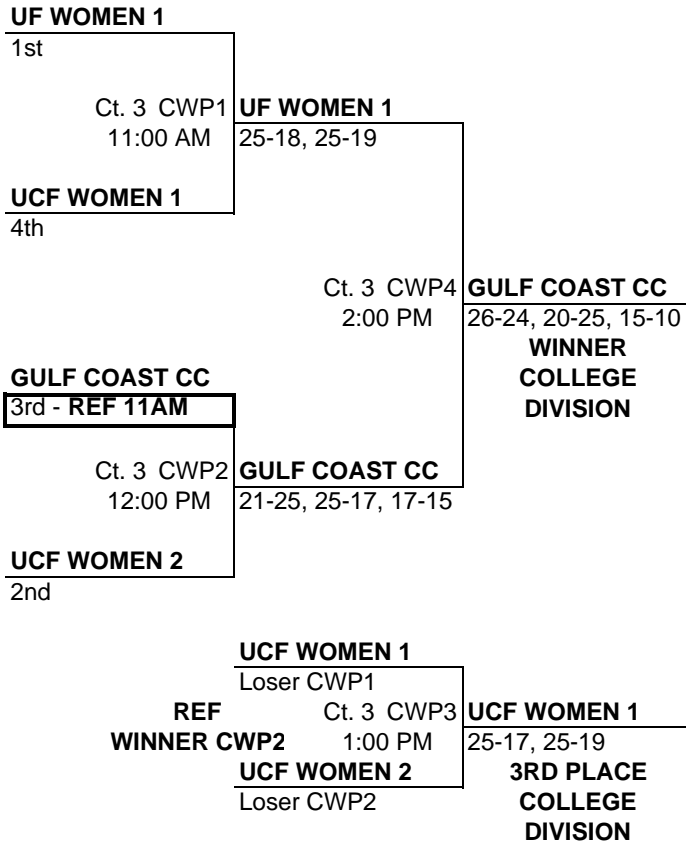 UF WOMEN 1
1st
Ct. 3 CWP1 UF WOMEN 1
11:00 AM 25-18, 25-19
UCF WOMEN 1
4th
Ct. 3 CWP4 GULF COAST CC
2:00 PM 26-24, 20-25, 15-10
WINNER
GULF COAST CC COLLEGE
3rd - REF 11AM DIVISION
Ct. 3 CWP2 GULF COAST CC
12:00 PM 21-25, 25-17, 17-15
UCF WOMEN 2
2nd
UCF WOMEN 1
Loser CWP1
REF Ct. 3 CWP3 UCF WOMEN 1
WINNER CWP2 1:00 PM 25-17, 25-19
UCF WOMEN 2 3RD PLACE
Loser CWP2 COLLEGE
DIVISION